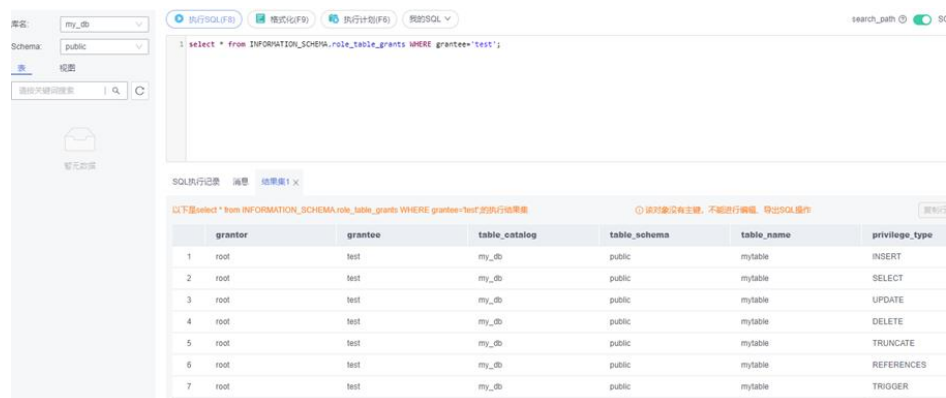 库名: my_db
Schema: public
表 视图
请按关键词搜索
暂无数据
执行SQL(F8) 格式化(F9) 执行计划(F6) 我的SQL
search_path
1 select * from INFORMATION_SCHEMA.role_table_grants WHERE grantee='test';
SQL执行记录 消息 结果集1 ×
以下是select * from INFORMATION_SCHEMA.role_table_grants WHERE grantee='test';的执行结果集 该对象没有主键，不能进行编辑、导出SQL操作
grantor grantee table_catalog table_schema table_name privilege_type
1 root test my_db public mytable INSERT
2 root test my_db public mytable SELECT
3 root test my_db public mytable UPDATE
4 root test my_db public mytable DELETE
5 root test my_db public mytable TRUNCATE
6 root test my_db public mytable REFERENCES
7 root test my_db public mytable TRIGGER